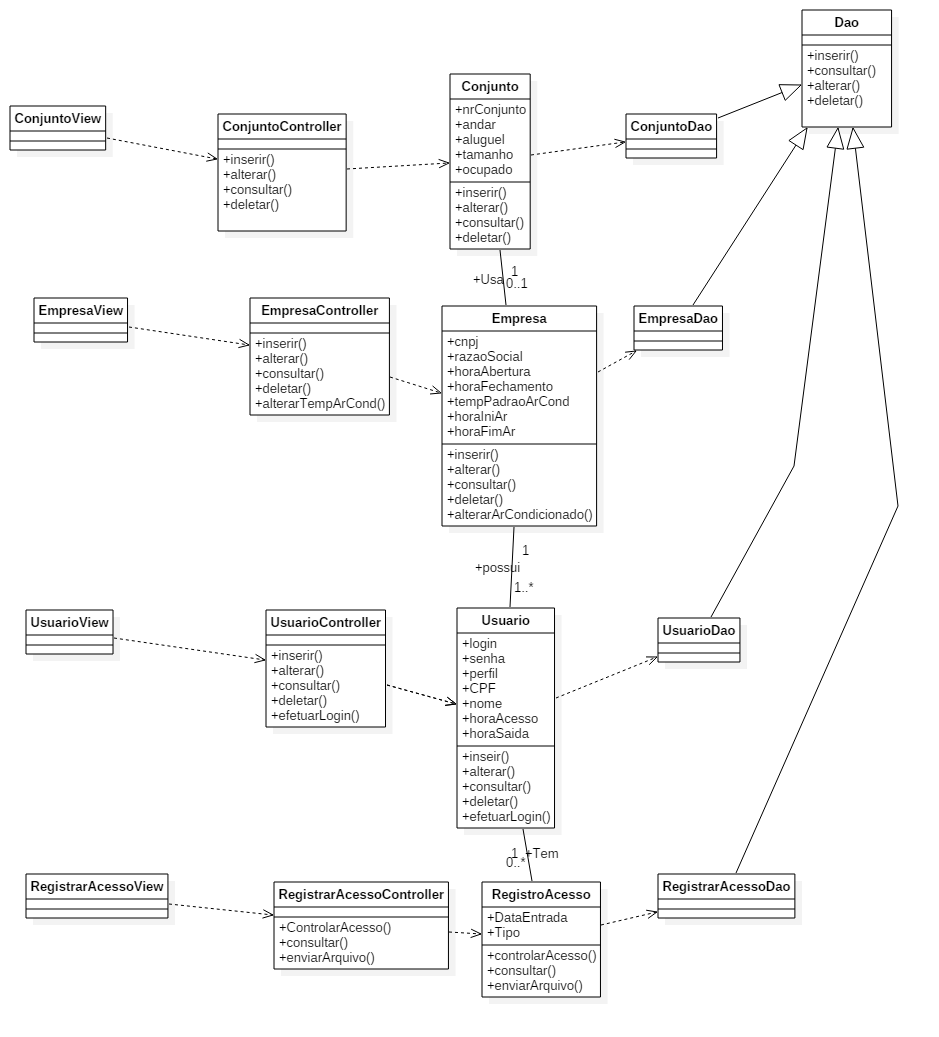 Dao
+inserir()
+consultar()
+alterar()
+deletar()
ConjuntoView
ConjuntoController
+inserir()
+alterar()
+consultar()
+deletar()
Conjunto
+nrConjunto
+andar
+aluguel
+tamanho
+ocupado
+inserir()
+alterar()
+consultar()
+deletar()
ConjuntoDao
+Usa
1
0..1
EmpresaView
EmpresaController
+inserir()
+alterar()
+consultar()
+deletar()
+alterarTempArCond()
Empresa
+cnpj
+razaoSocial
+horaAbertura
+horaFechamento
+tempPadraoArCond
+horaIniAr
+horaFimAr
+inserir()
+alterar()
+consultar()
+deletar()
+alterarArCondicionado()
EmpresaDao
1
+possui
1..*
UsuarioView
UsuarioController
+inserir()
+alterar()
+consultar()
+deletar()
+efetuarLogin()
Usuario
+login
+senha
+perfil
+CPF
+nome
+horaAcesso
+horaSaida
+inseir()
+alterar()
+consultar()
+deletar()
+efetuarLogin()
UsuarioDao
1
+Tem
0..*
RegistrarAcessoView
RegistrarAcessoController
+ControlarAcesso()
+consultar()
+enviarArquivo()
RegistroAcesso
+DataEntrada
+Tipo
+controlarAcesso()
+consultar()
+enviarArquivo()
RegistrarAcessoDao